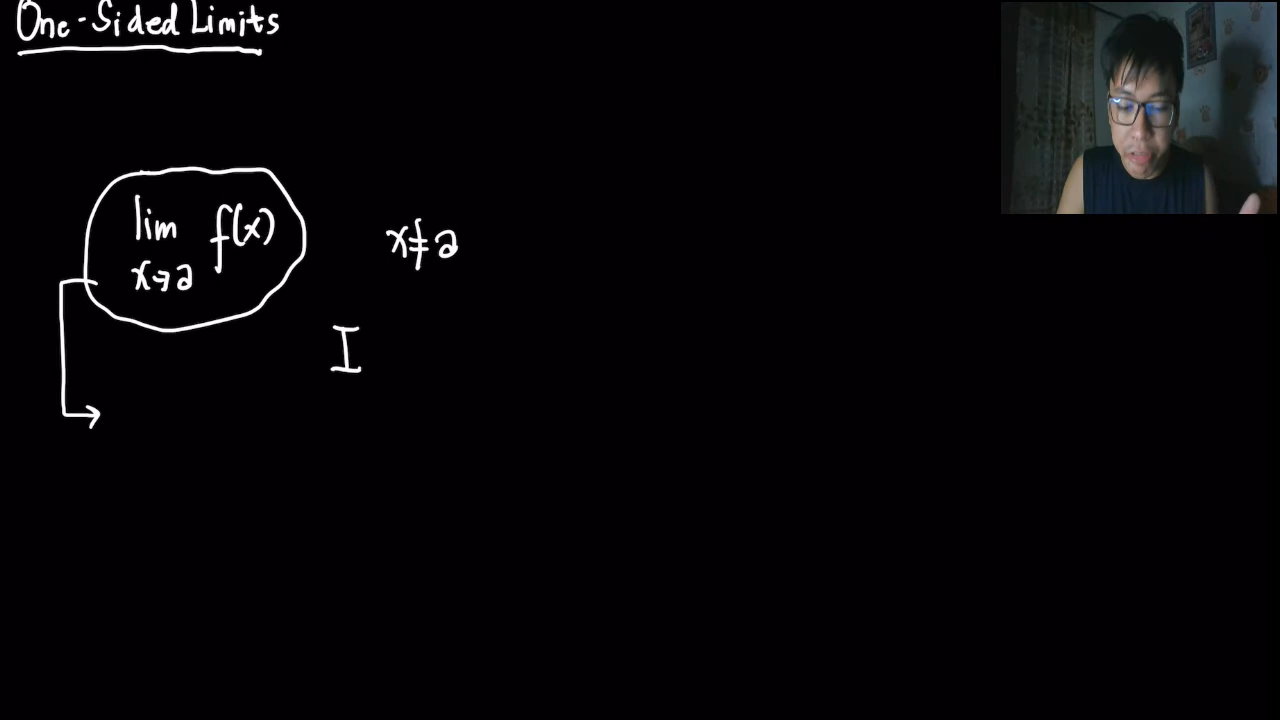 One-Sided Limits
lim f(x)
x→a
x≠a
I